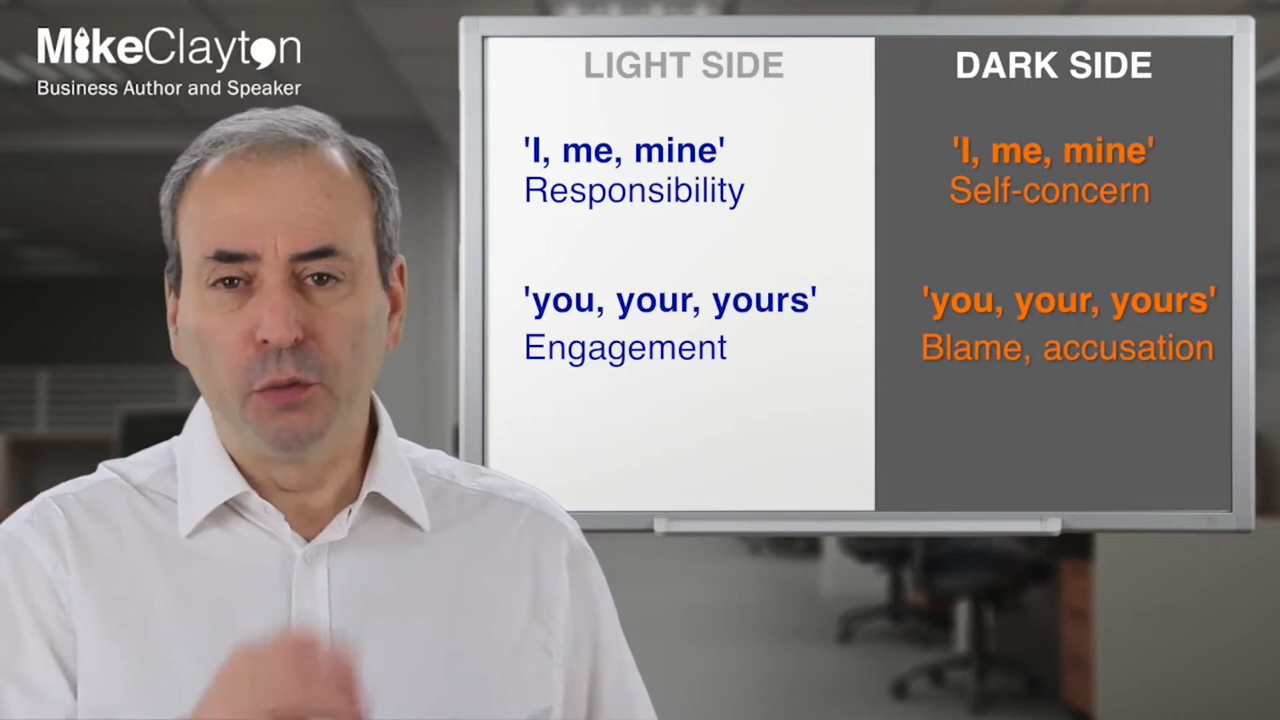 MikeClayton
Business Author and Speaker
LIGHT SIDE
'I, me, mine'
Responsibility
'you, your, yours'
Engagement
DARK SIDE
'I, me, mine'
Self-concern
'you, your, yours'
Blame, accusation